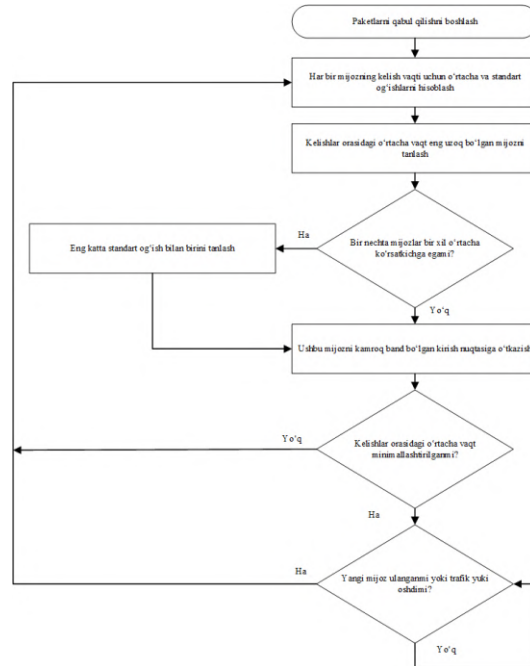 Paketlarni qabul qilishni boshlash
Har bir mijozning kelish vaqti uchun o‘rtacha va standart
og‘ishlarni hisoblash
Kelishlar orasidagi o‘rtacha vaqt eng uzoq bo‘lgan mijozni
tanlash
Bir nechta mijozlar bir xil o‘rtacha
ko‘rsatkichga egami?
Ha
Eng katta standart og‘ish bilan birini tanlash
Yo‘q
Ushbu mijozni kamroq band bo‘lgan kirish nuqtasiga o‘tkazish
Kelishlar orasidagi o‘rtacha vaqt
minimallashtirilganmi?
Yo‘q
Ha
Yangi mijoz ulanganmi yoki trafik yuki
oshdimi?
Ha
Yo‘q